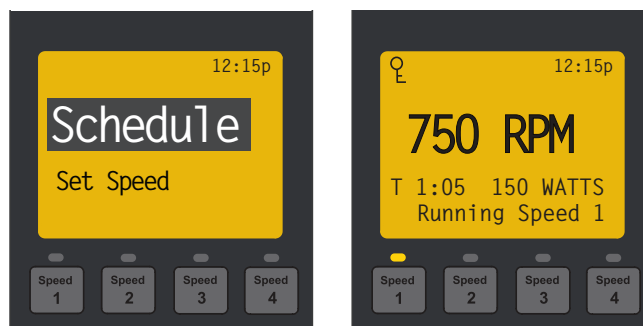 12:15p
Schedule
Set Speed
Speed 1
Speed 2
Speed 3
Speed 4
12:15p
750 RPM
T 1:05 150 WATTS
Running Speed 1
Speed 1
Speed 2
Speed 3
Speed 4